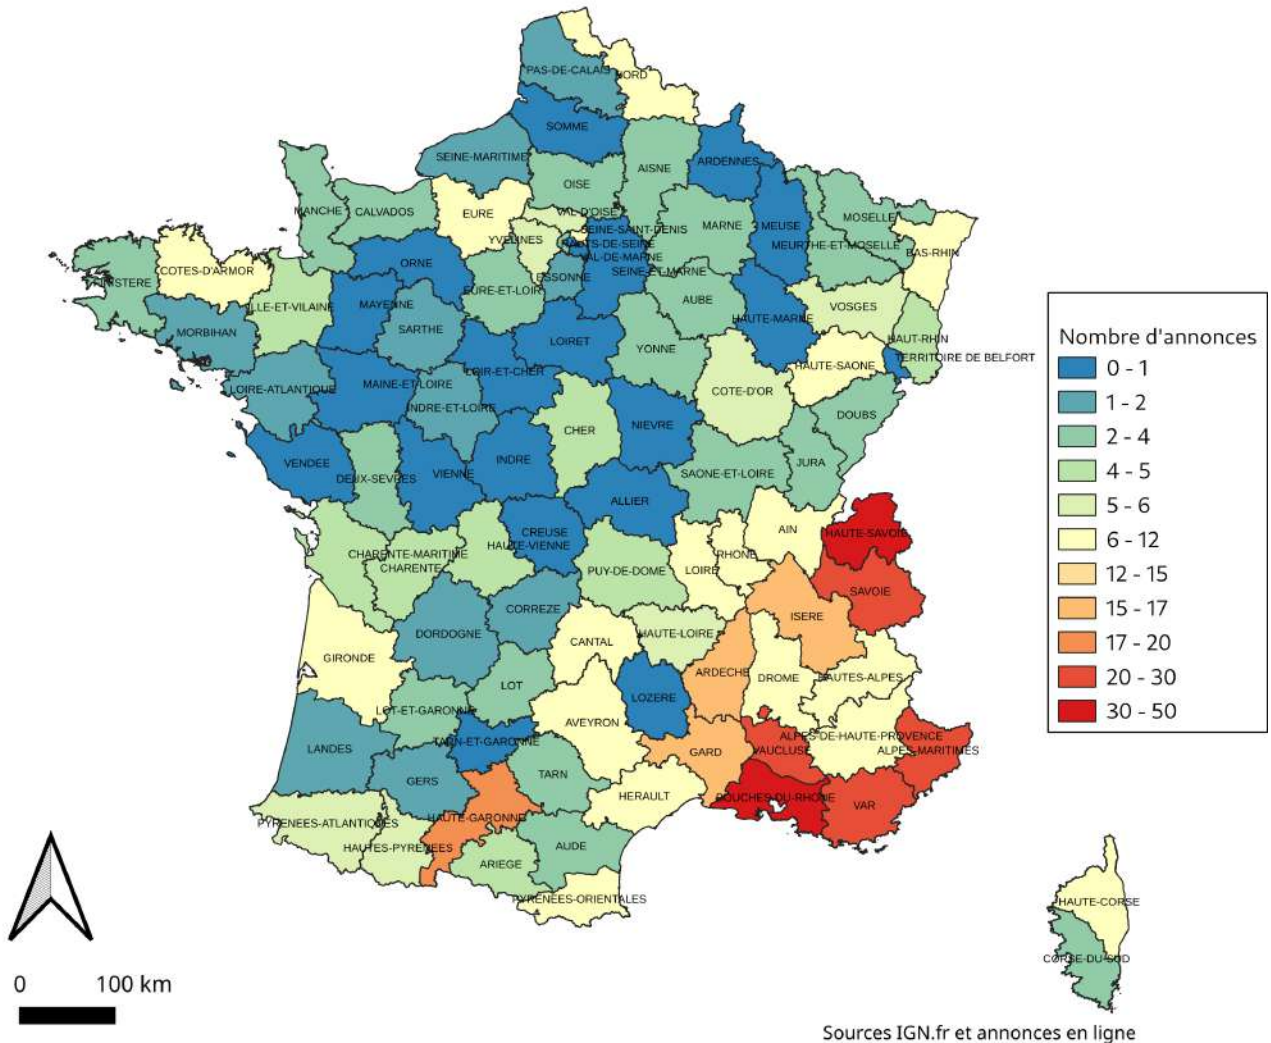 PAS-DE-CALAIS
NORD
SOMME
SEINE-MARITIME
ARDENNES
AISNE
OISE
MANCHE
CALVADOS
EURE
VAL D'OISE
MARNE
MEUSE
MOSELLE
SEINE-SAINT-DENIS
YVELINES
HAUTS-DE-SEINE
MEURTHE-ET-MOSELLE
BAS-RHIN
VAL-DE-MARNE
COTES-D'ARMOR
ORNE
SEINE-ET-MARNE
ESSONNE
FINISTERE
EURE-ET-LOIR
AUBE
ILLE-ET-VILAINE
MAYENNE
VOSGES
HAUTE-MARNE
MORBIHAN
SARTHE
LOIRET
YONNE
HAUT-RHIN
TERRITOIRE DE BELFORT
HAUTE-SAONE
LOIR-ET-CHER
LOIRE-ATLANTIQUE
MAINE-ET-LOIRE
COTE-D'OR
INDRE-ET-LOIRE
DOUBS
NIEVRE
CHER
VENDEE
INDRE
JURA
DEUX-SEVRES
VIENNE
SAONE-ET-LOIRE
ALLIER
AIN
CREUSE
HAUTE-SAVOIE
HAUTE-VIENNE
CHARENTE-MARITIME
RHONE
CHARENTE
PUY-DE-DOME
LOIRE
SAVOIE
CORREZE
ISERE
DORDOGNE
HAUTE-LOIRE
CANTAL
GIRONDE
ARDECHE
DROME
HAUTES-ALPES
LOT
LOZERE
LOT-ET-GARONNE
AVEYRON
ALPES-DE-HAUTE-PROVENCE
TARN-ET-GARONNE
LANDES
GARD
VAUCLUSE
ALPES-MARITIMES
TARN
GERS
HERAULT
BOUCHES-DU-RHONE
VAR
HAUTE-GARONNE
PYRENEES-ATLANTIQUES
HAUTES-PYRENEES
AUDE
ARIEGE
PYRENEES-ORIENTALES
HAUTE-CORSE
CORSE-DU-SUD
Nombre d'annonces
0 - 1
1 - 2
2 - 4
4 - 5
5 - 6
6 - 12
12 - 15
15 - 17
17 - 20
20 - 30
30 - 50
0 100 km
Sources IGN.fr et annonces en ligne